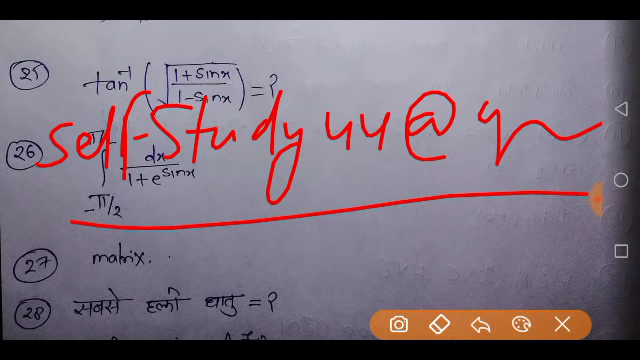 25 tan⁻¹ (√(1+sinx / 1-sinx)) = ?
Self-Study 44 @
26 ∫ dx / 1+e^sinx
-π/2
27 matrix.
28 सबसे हल्की धातु = ?